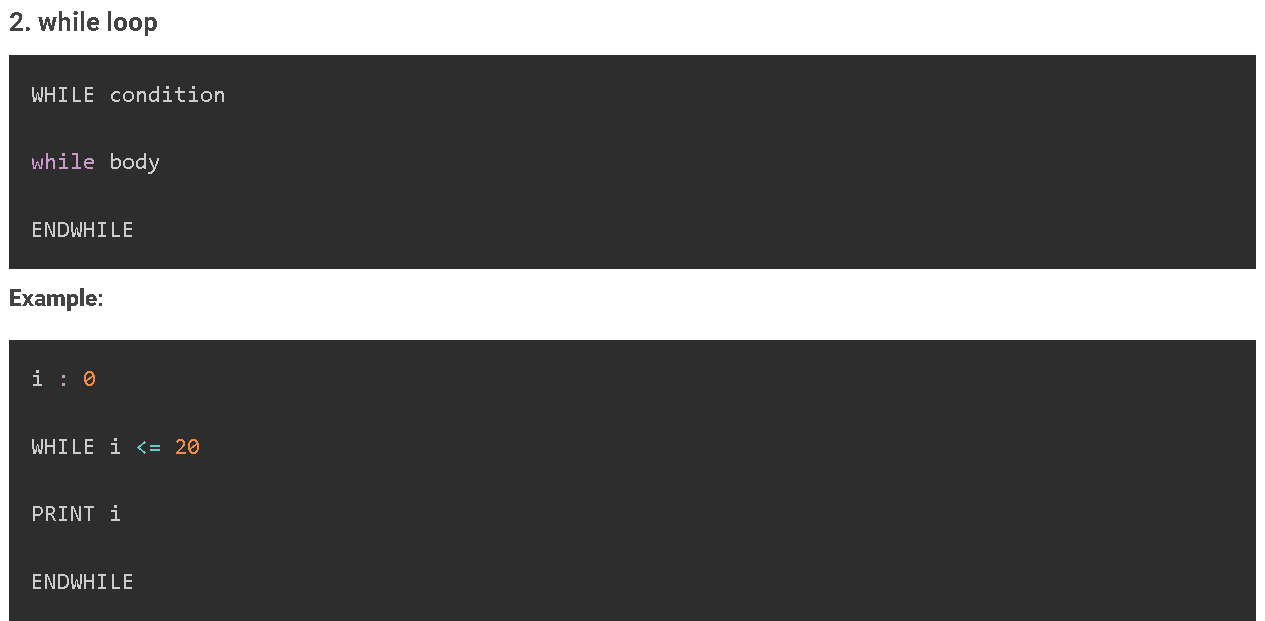 2. while loop
WHILE condition
while body
ENDWHILE
Example:
i : 0
WHILE i <= 20
PRINT i
ENDWHILE